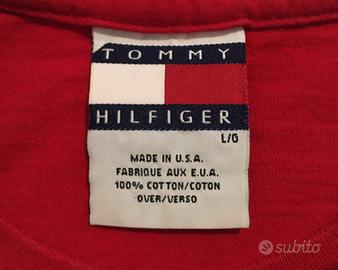 TOMMY
HILFIGER
L/G
MADE IN U.S.A.
FABRIQUE AUX E.U.A.
100% COTTON/COTON
OVER/VERSO
subito